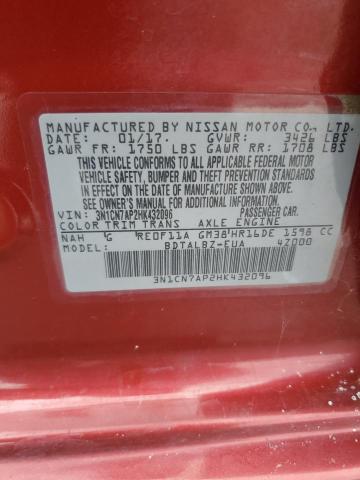 MANUFACTURED BY NISSAN MOTOR CO., LTD.
DATE: 01/17. GVWR: 3426 LBS
GAWR FR: 1750 LBS GAWR RR: 1708 LBS
THIS VEHICLE CONFORMS TO ALL APPLICABLE FEDERAL MOTOR
VEHICLE SAFETY, BUMPER, AND THEFT PREVENTION STANDARDS
IN EFFECT ON THE DATE OF MANUFACTURE SHOWN ABOVE.
SEE OWNER'S MANUAL FOR ADDITIONAL INFORMATION.
VIN: 3N1CN7AP2HK432096 PASSENGER CAR.
COLOR TRIM TRANS AXLE ENGINE
NAH G RE0F11A GM38 HR16DE 1598 CC
MODEL: BDTALBZ-EUA 4Z000
3N1CN7AP2HK432096